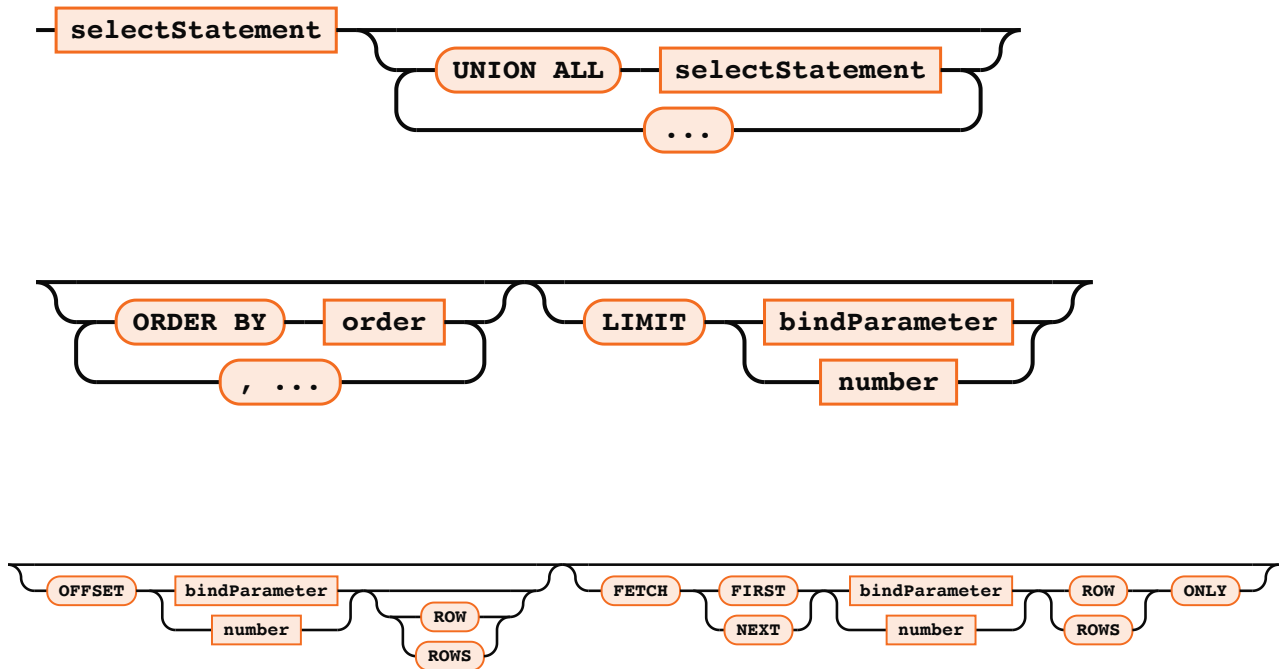 selectStatement
UNION ALL selectStatement
...
ORDER BY order LIMIT bindParameter
, ... number
OFFSET bindParameter FETCH FIRST bindParameter ROW ONLY
number ROW NEXT number ROWS
ROWS